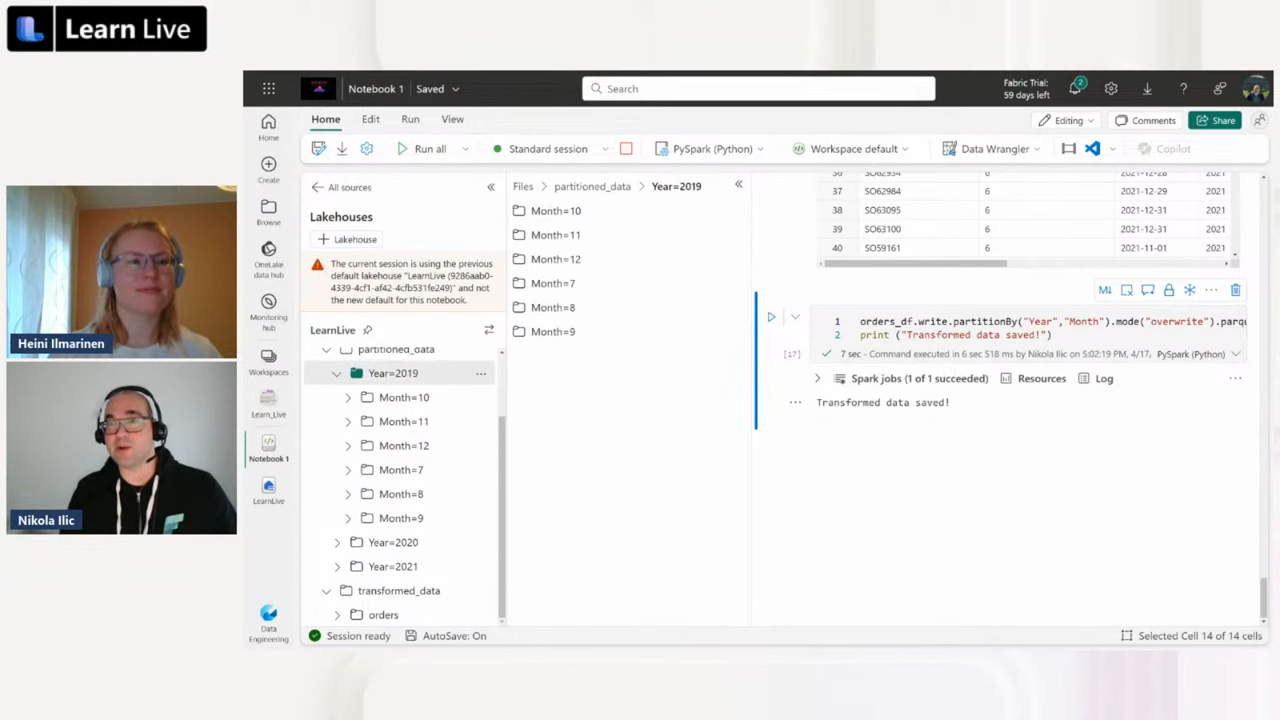 Learn Live
Notebook 1 Saved
Search
Fabric Trial:
59 days left
2
?
Home Edit Run View
Editing
Comments
Share
Run all
Standard session
PySpark (Python)
Workspace default
Data Wrangler
Copilot
Home
Create
Browse
OneLake
data hub
Monitoring
hub
Workspaces
Learn_Live
Notebook 1
LearnLive
Data
Engineering
All sources
Lakehouses
Lakehouse
The current session is using the previous
default lakehouse "LearnLive (9286aab0-
4339-4cf1-af42-4cfb531fe249)" and not
the new default for this notebook.
LearnLive
partitioned_data
Year=2019
Month=10
Month=11
Month=12
Month=7
Month=8
Month=9
Year=2020
Year=2021
transformed_data
orders
Files > partitioned_data > Year=2019
Month=10
Month=11
Month=12
Month=7
Month=8
Month=9
36 SO62954 6 2021-12-28 2021
37 SO62984 6 2021-12-29 2021
38 SO63095 6 2021-12-31 2021
39 SO63100 6 2021-12-31 2021
40 SO59161 6 2021-11-01 2021
M↓
1 orders_df.write.partitionBy("Year","Month").mode("overwrite").parqu
2 print ("Transformed data saved!")
[17]
7 sec - Command executed in 6 sec 518 ms by Nikola Ilic on 5:02:19 PM, 4/17,
PySpark (Python)
Spark jobs (1 of 1 succeeded)
Resources
Log
Transformed data saved!
Session ready
AutoSave: On
Selected Cell 14 of 14 cells
Heini Ilmarinen
Nikola Ilic